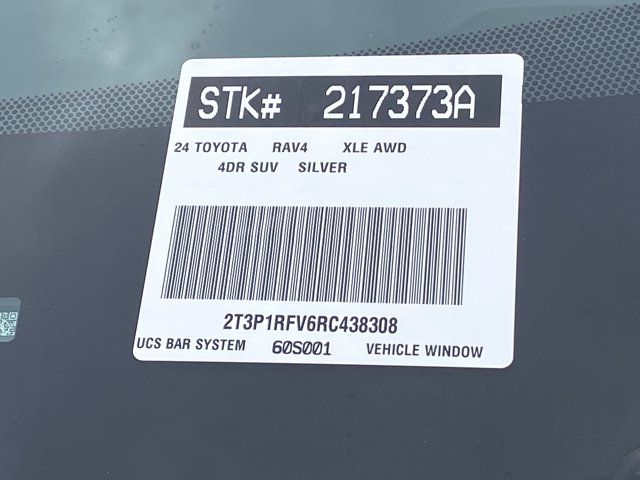 STK# 217373A
24 TOYOTA RAV4 XLE AWD
4DR SUV SILVER
2T3P1RFV6RC438308
UCS BAR SYSTEM 60S001 VEHICLE WINDOW